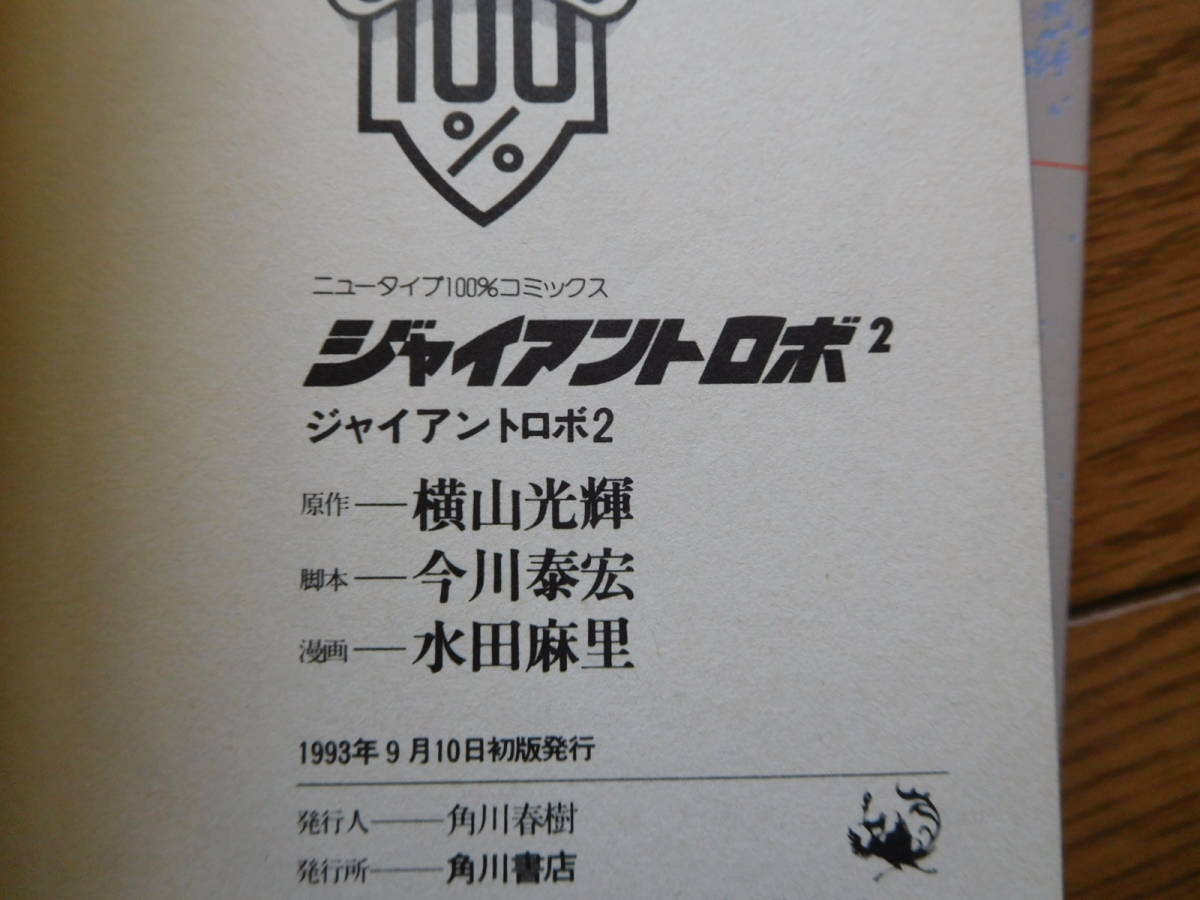 100
%
ニュータイプ100%コミックス
ジャイアントロボ2
ジャイアントロボ2
原作——横山光輝
脚本——今川泰宏
漫画——水田麻里
1993年9月10日初版発行
発行人——角川春樹
発行所——角川書店